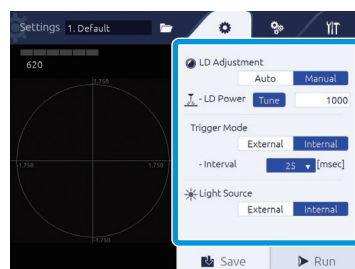 Settings 1. Default
620
1.750
-1.750 1.750
-1.750
LD Adjustment
Auto Manual
- LD Power Tune 1000
Trigger Mode
External Internal
- Interval 25 [msec]
Light Source
External Internal
Save Run